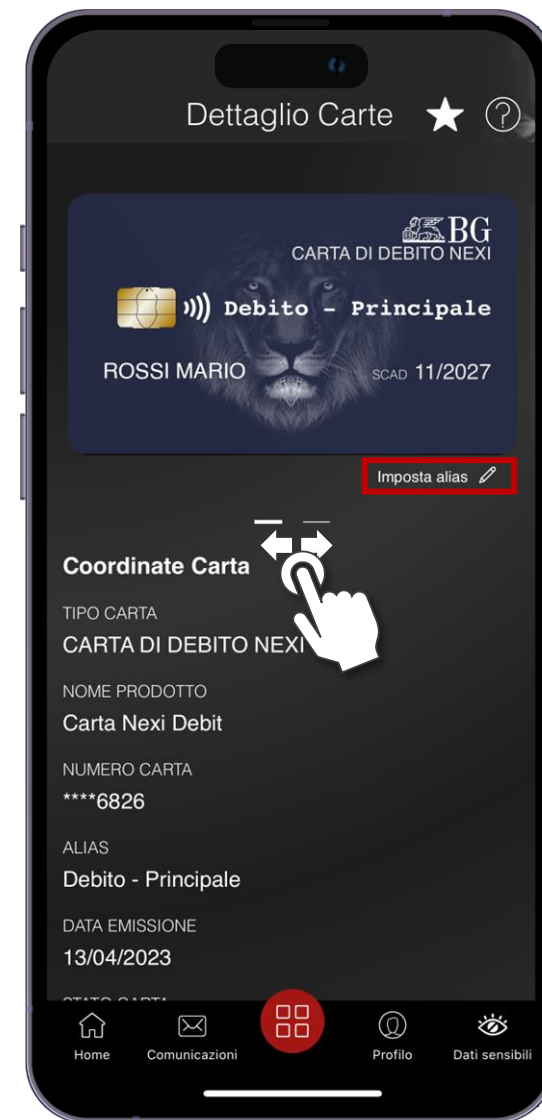 Dettaglio Carte
BG
CARTA DI DEBITO NEXI
Debito - Principale
ROSSI MARIO
SCAD 11/2027
Imposta alias
Coordinate Carta
TIPO CARTA
CARTA DI DEBITO NEXI
NOME PRODOTTO
Carta Nexi Debit
NUMERO CARTA
****6826
ALIAS
Debito - Principale
DATA EMISSIONE
13/04/2023
STATO CARTA
Home
Comunicazioni
Profilo
Dati sensibili